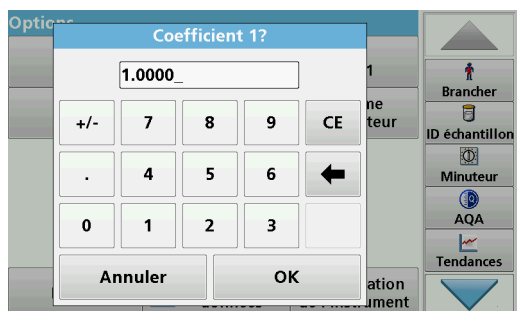 Options
Coefficient 1?
1.0000_
1
+/- 7 8 9 CE
. 4 5 6
0 1 2 3
Annuler OK
Brancher
ID échantillon
Minuteur
AQA
Tendances